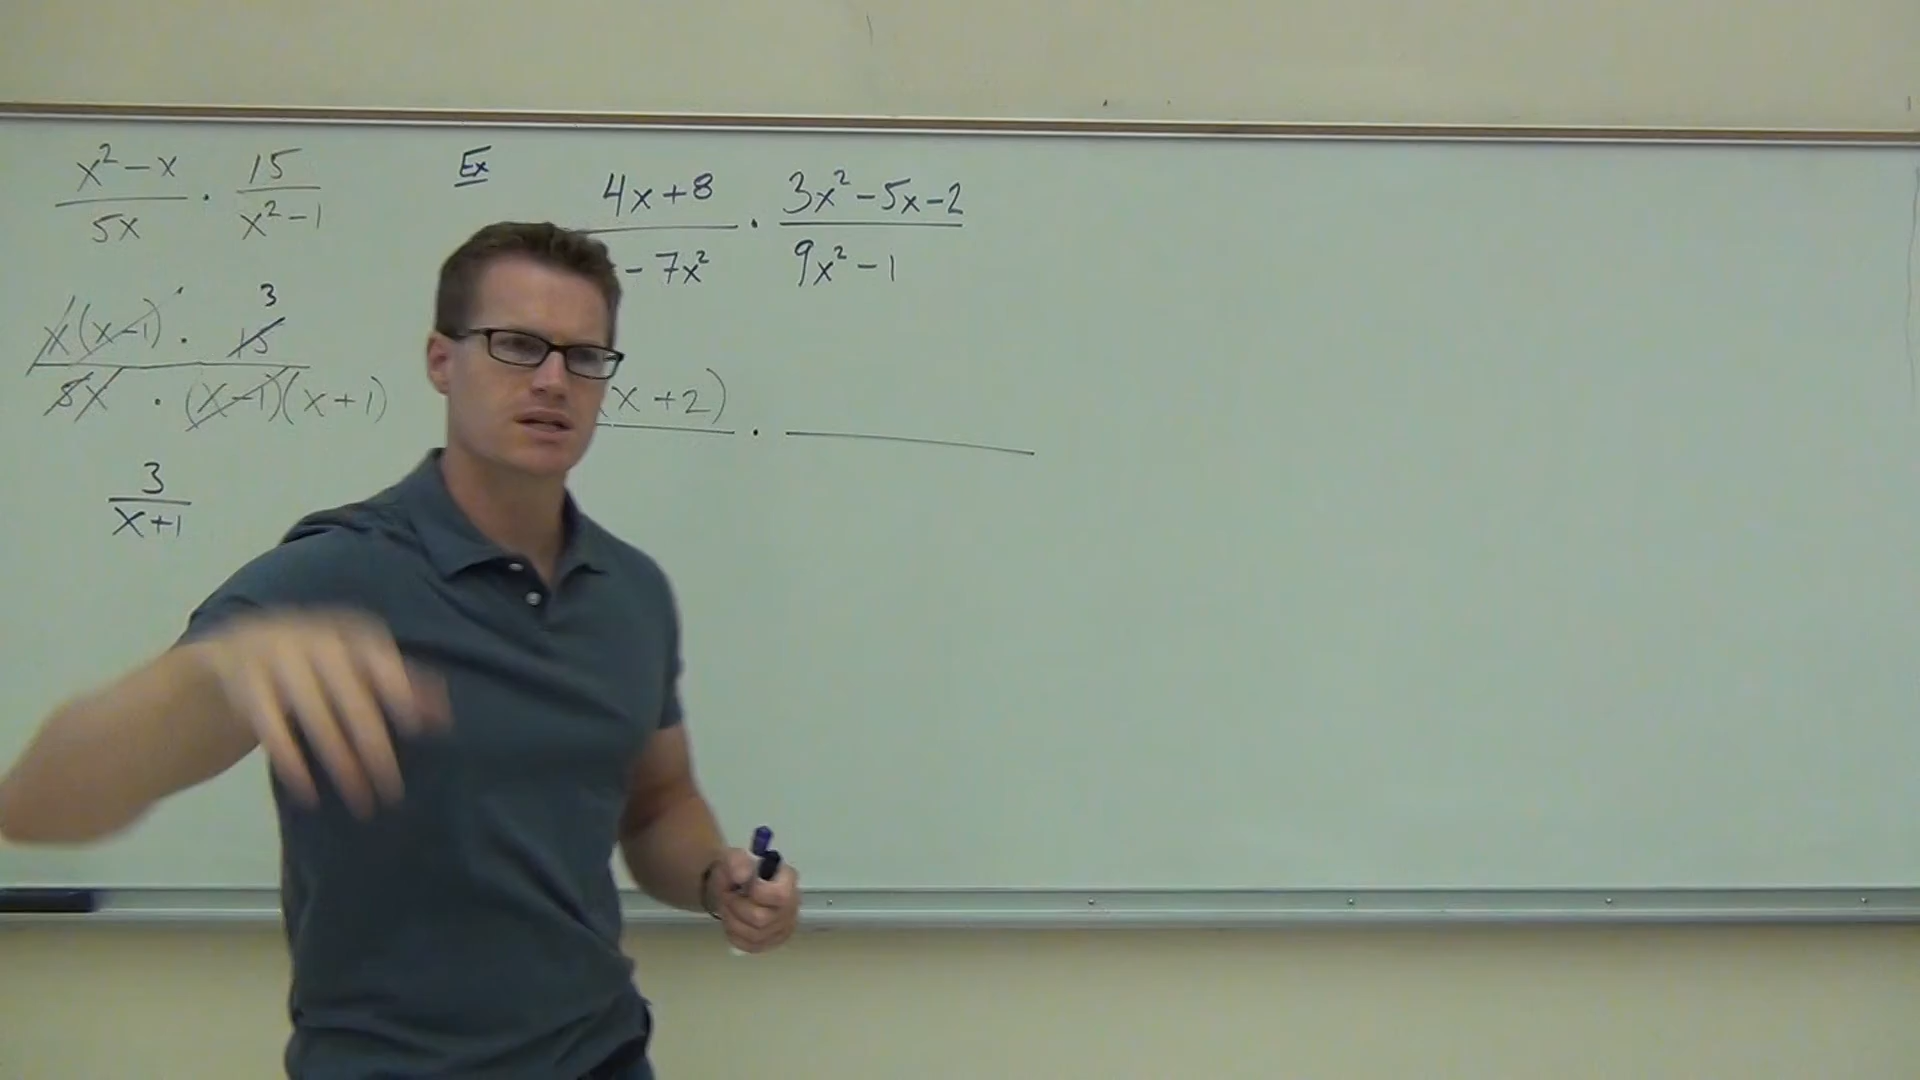 x² - x / 5x · 15 / x² - 1
x(x-1) · 15 3 / 5x · (x-1)(x+1)
3 / x+1
Ex
4x+8 / - 7x² · 3x² - 5x - 2 / 9x² - 1
(x+2) ·